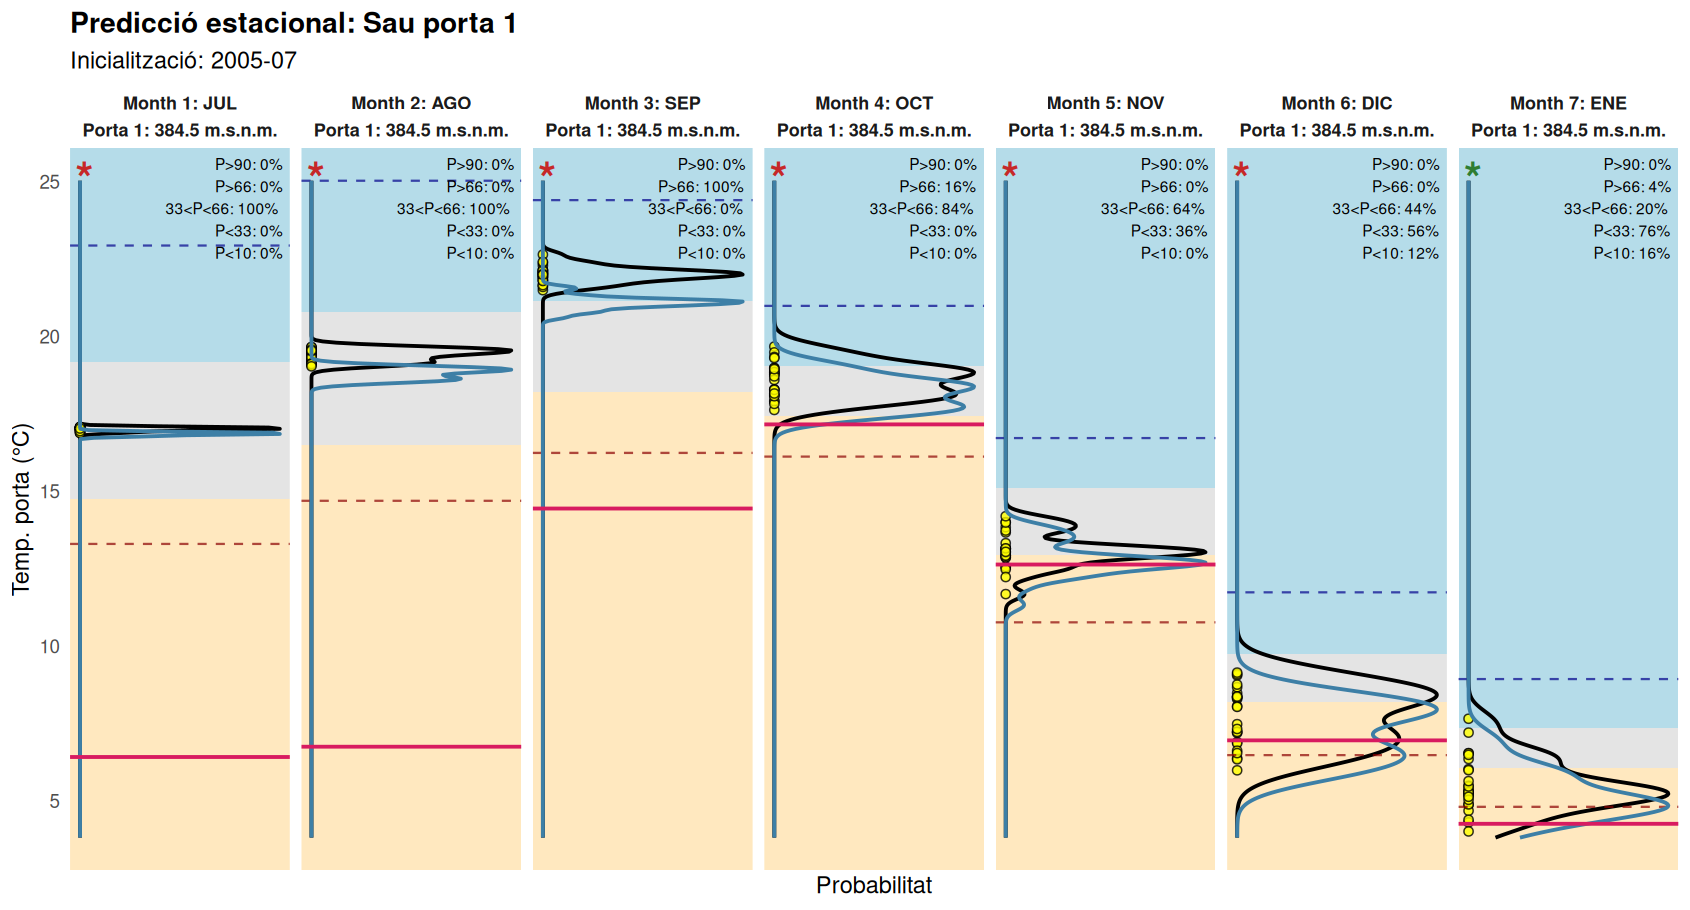 Predicció estacional: Sau porta 1
Inicialització: 2005-07
Month 1: JUL
Porta 1: 384.5 m.s.n.m.
Month 2: AGO
Porta 1: 384.5 m.s.n.m.
Month 3: SEP
Porta 1: 384.5 m.s.n.m.
Month 4: OCT
Porta 1: 384.5 m.s.n.m.
Month 5: NOV
Porta 1: 384.5 m.s.n.m.
Month 6: DIC
Porta 1: 384.5 m.s.n.m.
Month 7: ENE
Porta 1: 384.5 m.s.n.m.
Temp. porta (°C)
25
20
15
10
5
*
P>90: 0%
P>66: 0%
33<P<66: 100%
P<33: 0%
P<10: 0%
*
P>90: 0%
P>66: 0%
33<P<66: 100%
P<33: 0%
P<10: 0%
*
P>90: 0%
P>66: 100%
33<P<66: 0%
P<33: 0%
P<10: 0%
*
P>90: 0%
P>66: 16%
33<P<66: 84%
P<33: 0%
P<10: 0%
*
P>90: 0%
P>66: 0%
33<P<66: 64%
P<33: 36%
P<10: 0%
*
P>90: 0%
P>66: 0%
33<P<66: 44%
P<33: 56%
P<10: 12%
*
P>90: 0%
P>66: 4%
33<P<66: 20%
P<33: 76%
P<10: 16%
Probabilitat